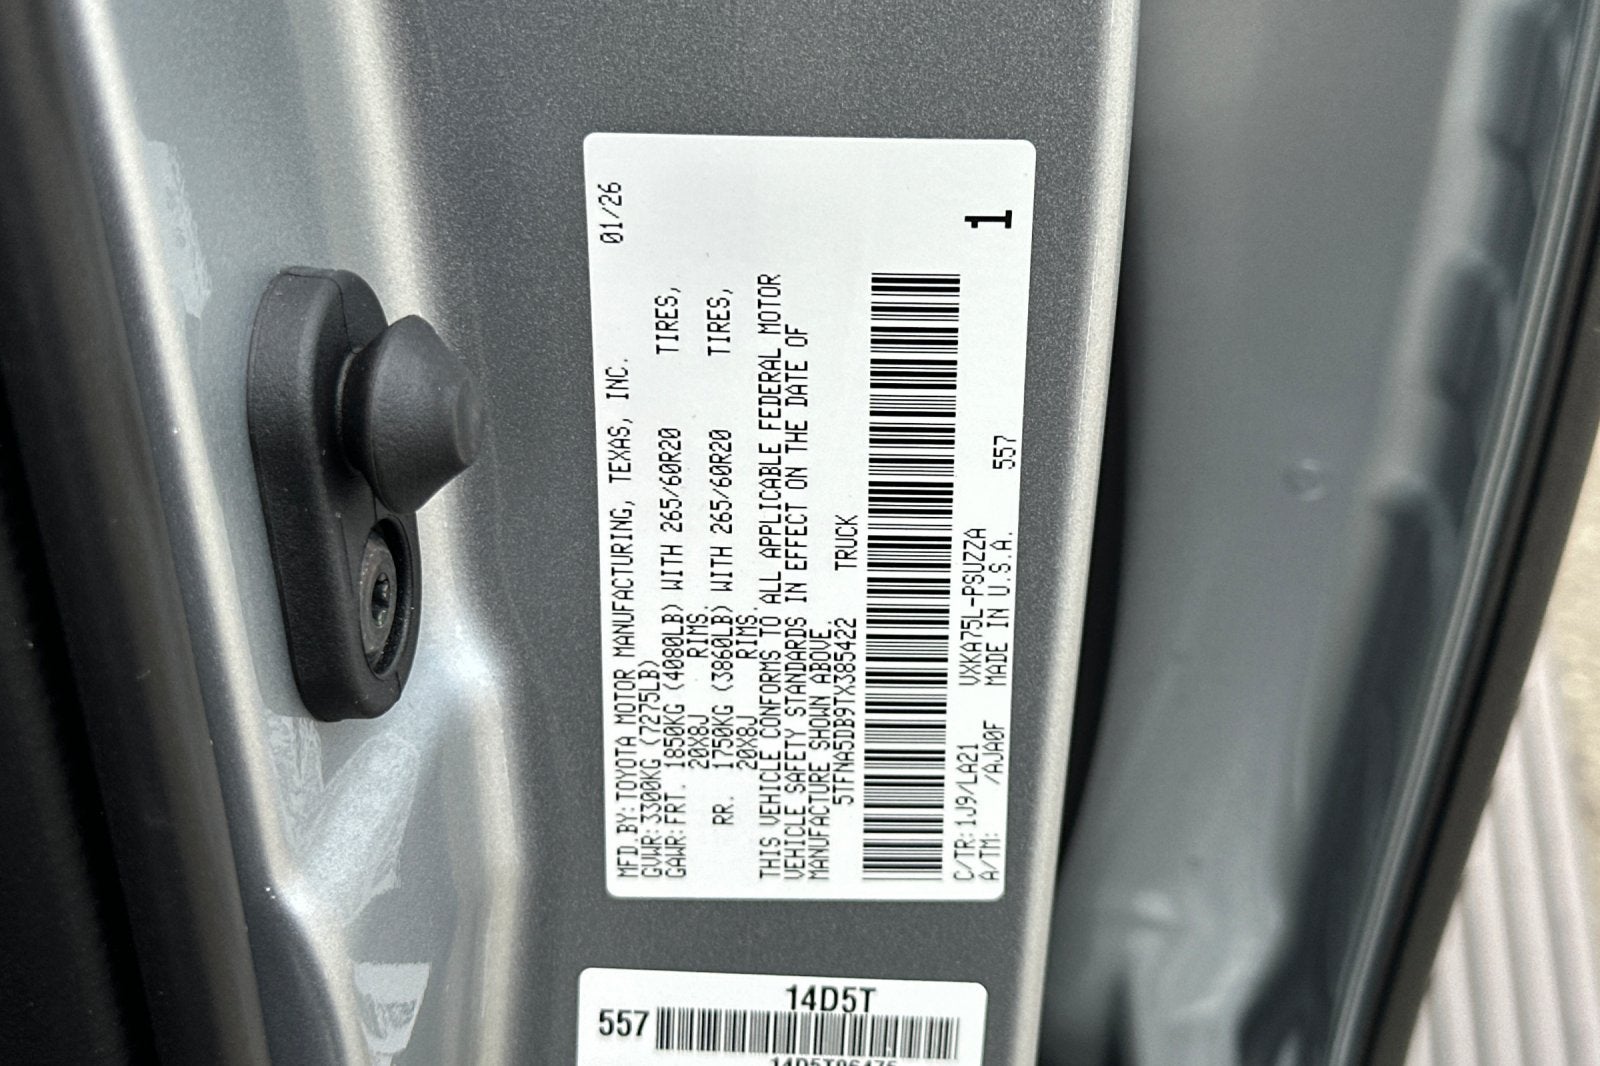 MFD.BY:TOYOTA MOTOR MANUFACTURING, TEXAS, INC. 01/26
GVWR:3300KG (7275LB)
GAWR:FRT. 1850KG (4080LB) WITH 265/60R20 TIRES,
20X8J RIMS.
RR. 1750KG (3860LB) WITH 265/60R20 TIRES,
20X8J RIMS.
THIS VEHICLE CONFORMS TO ALL APPLICABLE FEDERAL MOTOR
VEHICLE SAFETY STANDARDS IN EFFECT ON THE DATE OF
MANUFACTURE SHOWN ABOVE.
5TFNA5DB9TX385422 TRUCK
C/TR:1J9/LA21 VXKA75L-PSUZZA 1
A/TM: /AJA0F MADE IN U.S.A. 557
14D5T
557